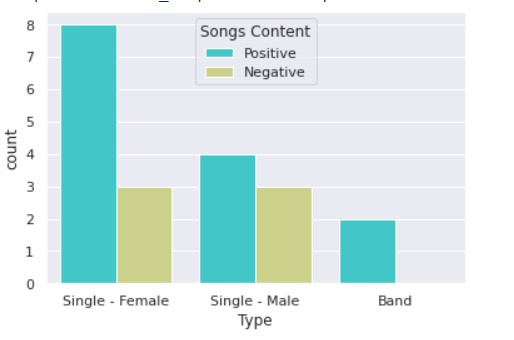 Songs Content
Positive
Negative
8
7
6
5
4
3
2
1
0
count
Single - Female
Single - Male
Band
Type